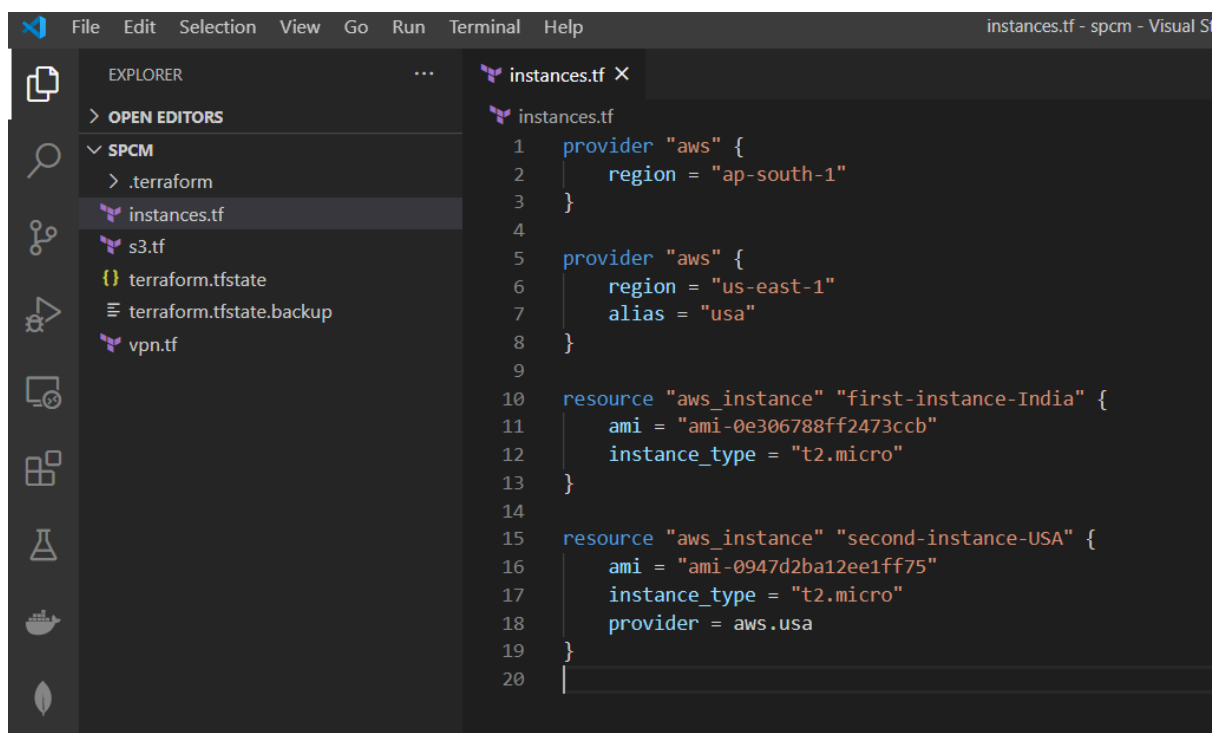 File Edit Selection View Go Run Terminal Help
instances.tf - spcm - Visual St
EXPLORER
OPEN EDITORS
SPCM
.terraform
instances.tf
s3.tf
{} terraform.tfstate
terraform.tfstate.backup
vpn.tf
instances.tf
instances.tf
1 provider "aws" {
2     region = "ap-south-1"
3 }
4
5 provider "aws" {
6     region = "us-east-1"
7     alias = "usa"
8 }
9
10 resource "aws_instance" "first-instance-India" {
11     ami = "ami-0e306788ff2473ccb"
12     instance_type = "t2.micro"
13 }
14
15 resource "aws_instance" "second-instance-USA" {
16     ami = "ami-0947d2ba12ee1ff75"
17     instance_type = "t2.micro"
18     provider = aws.usa
19 }
20